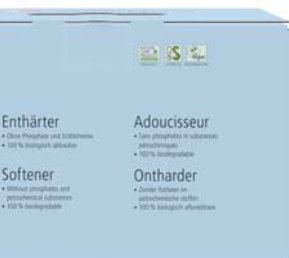 Enthärter
• Ohne Phosphate und Erdölchemie
• 100 % biologisch abbaubar
Softener
• Without phosphates and
petrochemical substances
• 100 % biodegradable
Adoucisseur
• Sans phosphates ni substances
pétrochimiques
• 100 % biodégradable
Ontharder
• Zonder fosfaten en
petrochemische stoffen
• 100 % biologisch afbreekbaar